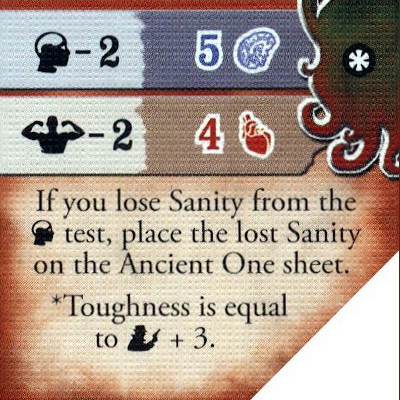 -2 5 *
-2 4
If you lose Sanity from the
test, place the lost Sanity
on the Ancient One sheet.
*Toughness is equal
to + 3.